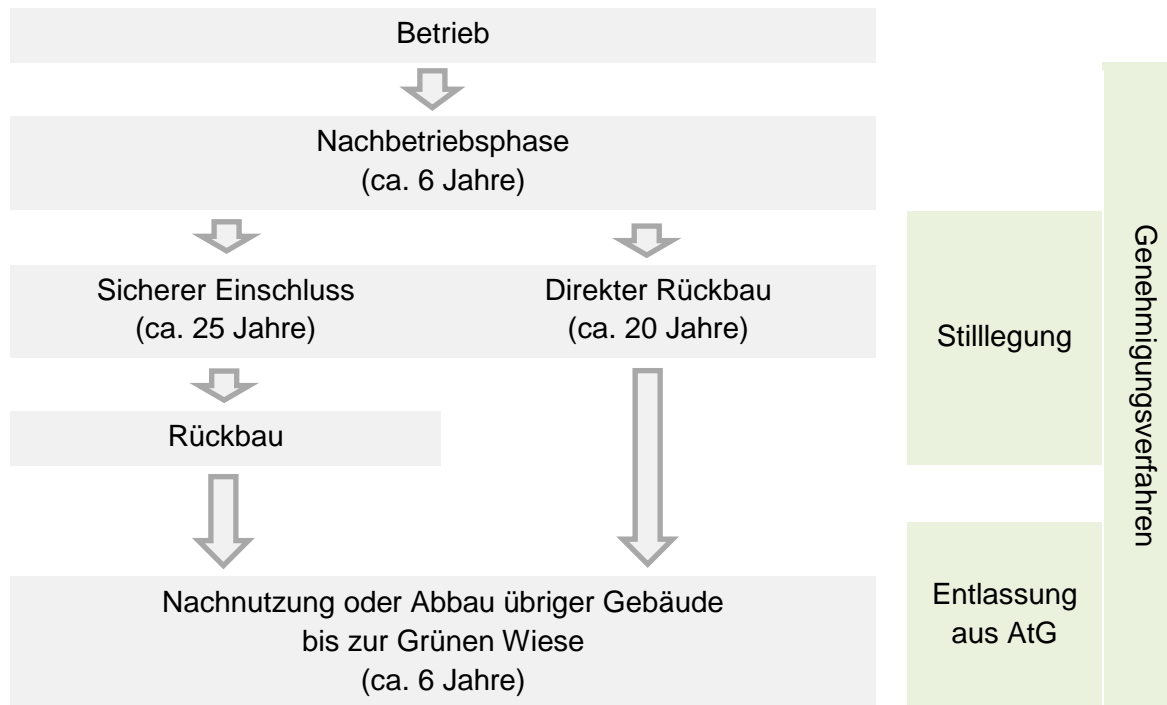 Betrieb
Nachbetriebsphase
(ca. 6 Jahre)
Sicherer Einschluss
(ca. 25 Jahre)
Direkter Rückbau
(ca. 20 Jahre)
Rückbau
Nachnutzung oder Abbau übriger Gebäude
bis zur Grünen Wiese
(ca. 6 Jahre)
Stilllegung
Entlassung
aus AtG
Genehmigungsverfahren